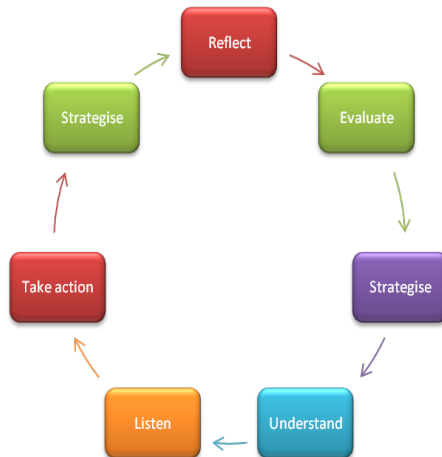 Reflect
Evaluate
Strategise
Understand
Listen
Take action
Strategise